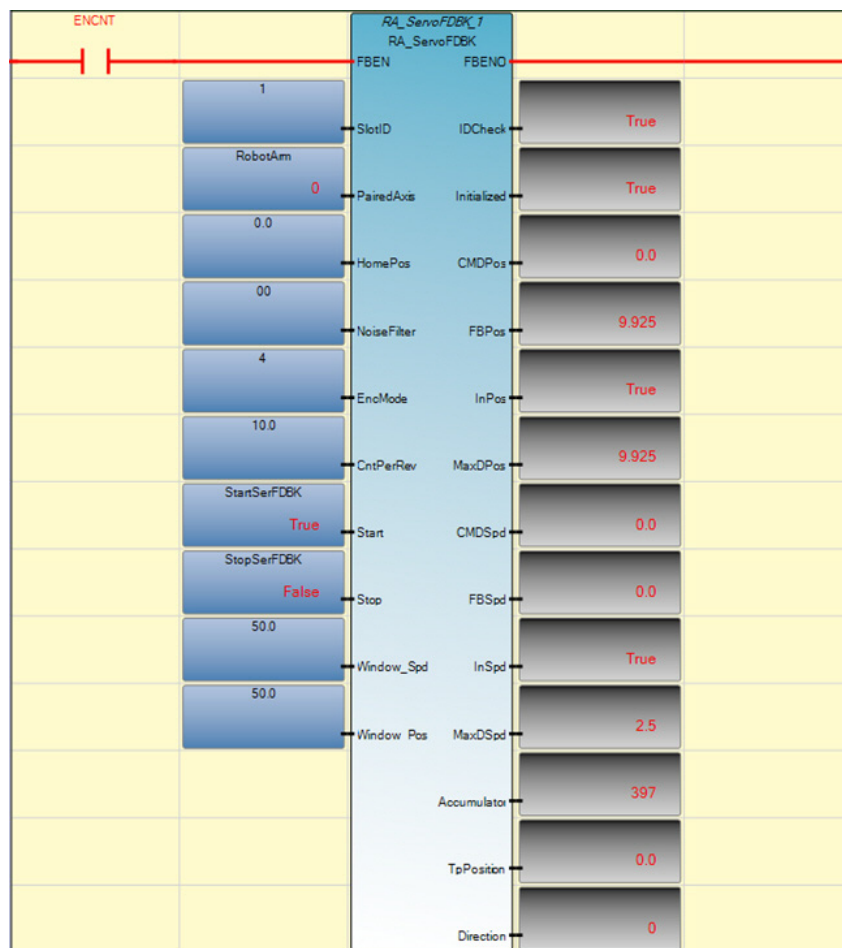 ENCNT
RA_ServoFDBK_1
RA_ServoFDBK
FBEN FBENO
1
SlotID IDCheck True
RobotArm
0
PairedAxis Initialized True
0.0
HomePos CMDPos 0.0
00
NoiseFilter FBPos 9.925
4
EncMode InPos True
10.0
CntPerRev MaxDPos 9.925
StartSerFDBK
True
Start CMDSpd 0.0
StopSerFDBK
False
Stop FBSpd 0.0
50.0
Window_Spd InSpd True
50.0
Window_Pos MaxDSpd 2.5
Accumulator 397
TpPosition 0.0
Direction 0